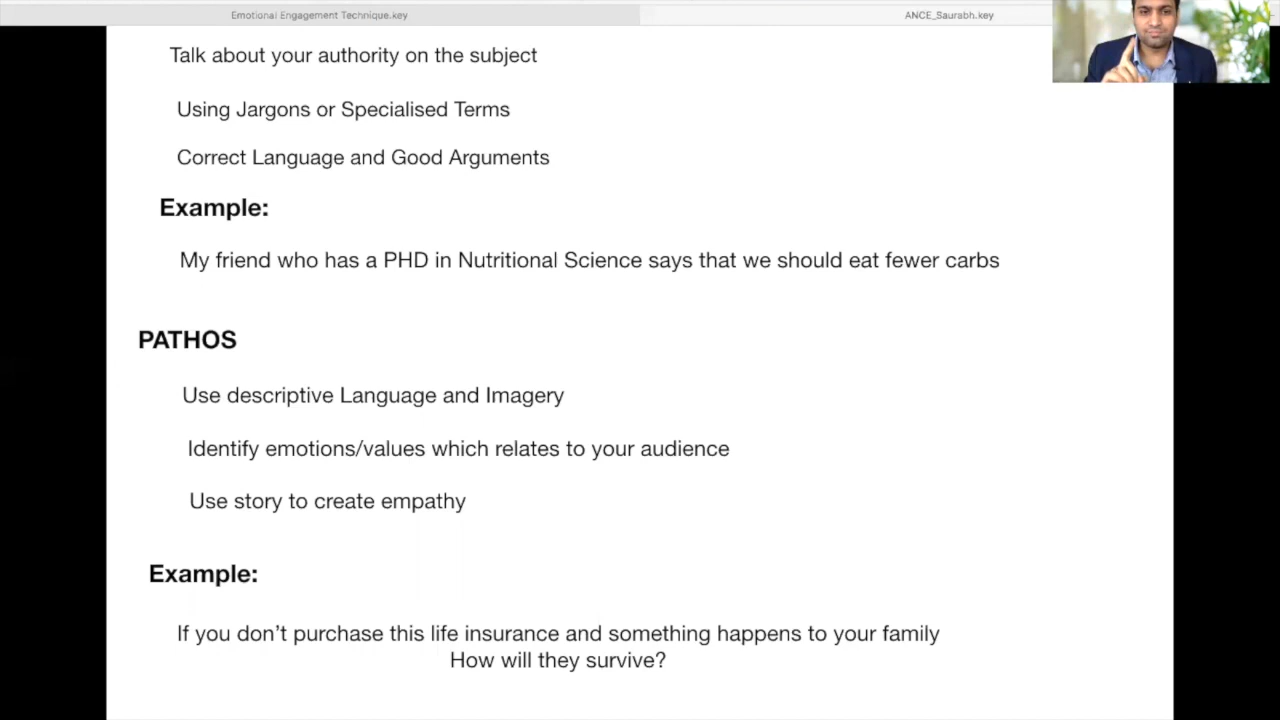 Emotional Engagement Technique.key
ANCE_Saurabh.key
Talk about your authority on the subject
Using Jargons or Specialised Terms
Correct Language and Good Arguments
Example:
My friend who has a PHD in Nutritional Science says that we should eat fewer carbs
PATHOS
Use descriptive Language and Imagery
Identify emotions/values which relates to your audience
Use story to create empathy
Example:
If you don’t purchase this life insurance and something happens to your family
How will they survive?